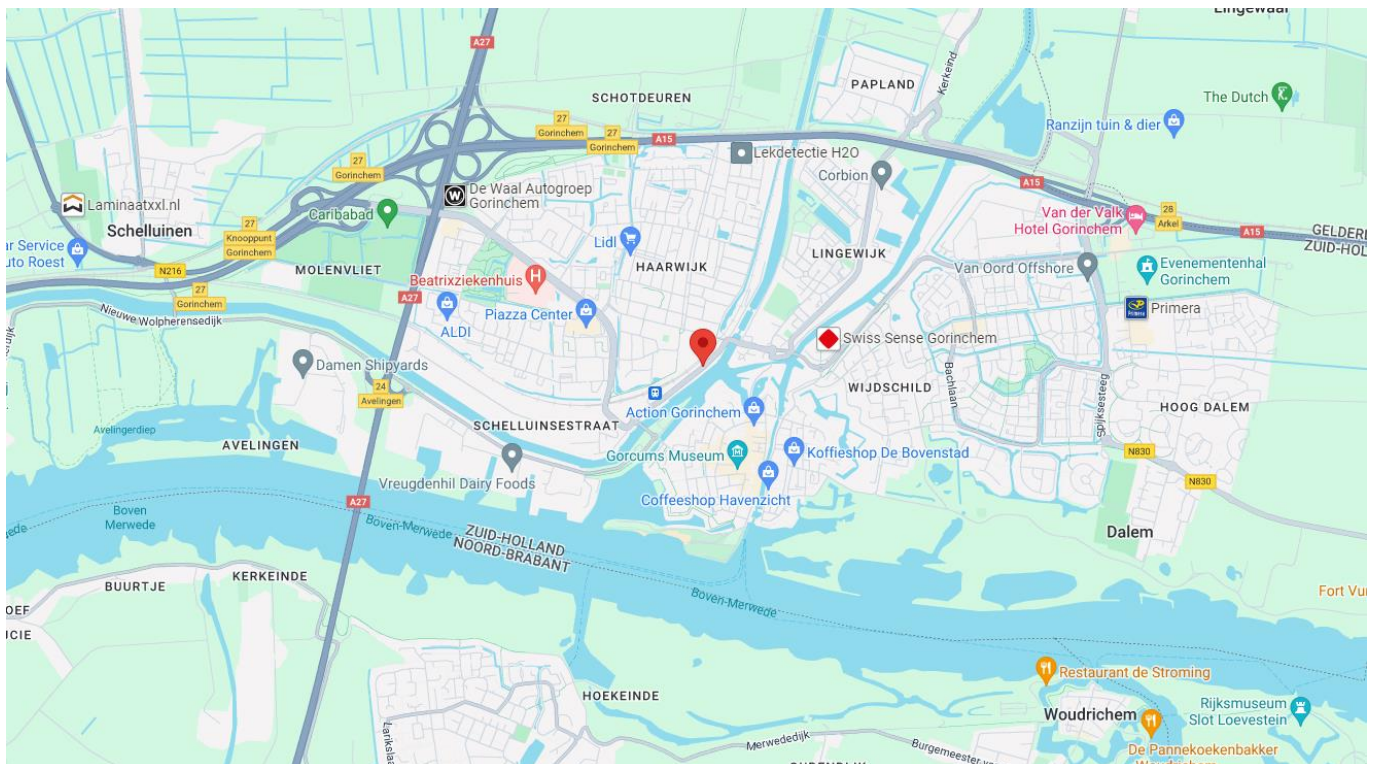 Lingewaal
A27
PAPLAND
Kerkeind
The Dutch
SCHOTDEUREN
27
Gorinchem
27
Gorinchem
A15
Ranzijn tuin & dier
Lekdetectie H2O
27
Gorinchem
Corbion
A15
De Waal Autogroep
Gorinchem
Laminaatxxl.nl
Caribabad
Van der Valk
Hotel Gorinchem
28
Arkel
Schelluinen
27
Knooppunt
Gorinchem
Lidl
A15
ar Service
uto Roest
N216
MOLENVLIET
HAARWIJK
LINGEWIJK
Van Oord Offshore
Evenementenhal
Gorinchem
ZUID-HOL
Beatrixziekenhuis
27
Gorinchem
A27
ALDI
Piazza Center
Primera
Nieuwe Wolpherensedijk
Swiss Sense Gorinchem
Damen Shipyards
24
Avelingen
Bachlaan
WIJDSCHILD
Spijksesteeg
HOOG DALEM
Action Gorinchem
Avelingerdiep
AVELINGEN
SCHELLUINSESTRAAT
Gorcums Museum
Koffieshop De Bovenstad
N830
N830
Vreugdenhil Dairy Foods
Coffeeshop Havenzicht
A27
Boven
Merwede
Boven-Merwede
ZUID-HOLLAND
NOORD-BRABANT
Dalem
BUURTJE
KERKEINDE
Boven-Merwede
Fort Vu
OEF
UCIE
Restaurant de Stroming
HOEKEINDE
Woudrichem
Rijksmuseum
Slot Loevestein
Merwededijk
Burgemeester va
De Pannekoekenbakker